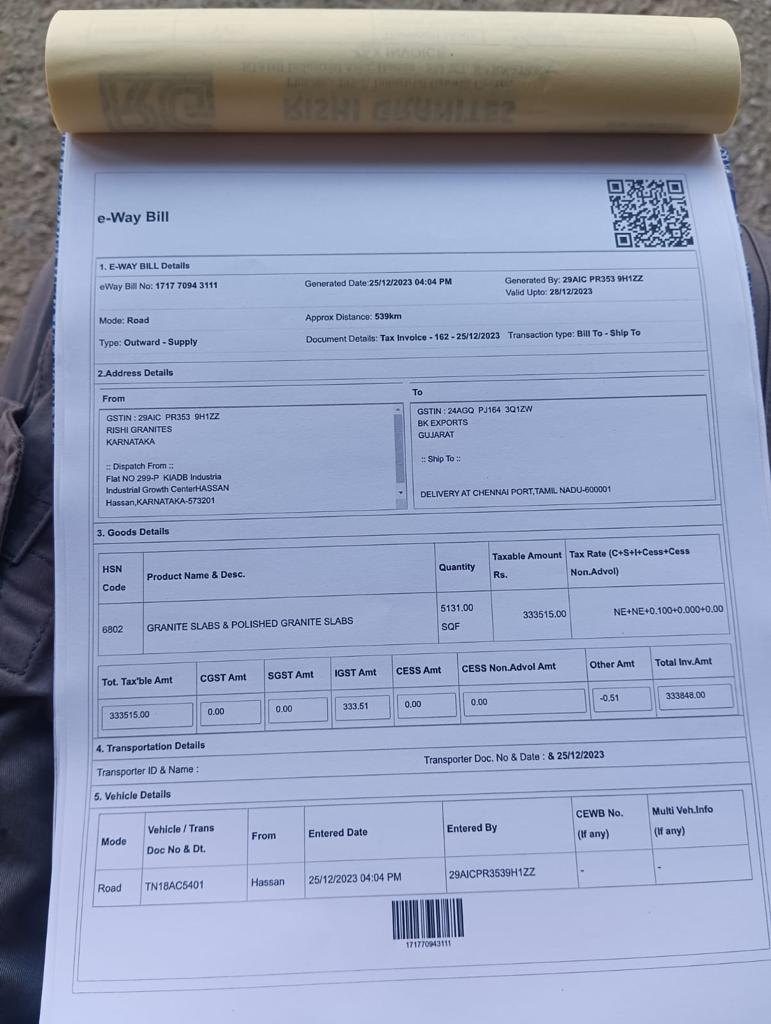 TAX INVOICE
RISHI GRANITES
e-Way Bill
1. E-WAY BILL Details
eWay Bill No: 1717 7094 3111 Generated Date:25/12/2023 04:04 PM Generated By: 29AIC PR353 9H1ZZ
Valid Upto: 28/12/2023
Mode: Road Approx Distance: 539km
Type: Outward - Supply Document Details: Tax Invoice - 162 - 25/12/2023 Transaction type: Bill To - Ship To
2.Address Details
From
GSTIN : 29AIC PR353 9H1ZZ
RISHI GRANITES
KARNATAKA
:: Dispatch From ::
Flat NO 299-P KIADB Industria
Industrial Growth CenterHASSAN
Hassan,KARNATAKA-573201
To
GSTIN : 24AGQ PJ164 3Q1ZW
BK EXPORTS
GUJARAT
:: Ship To ::
DELIVERY AT CHENNAI PORT,TAMIL NADU-600001
3. Goods Details
HSN Code Product Name & Desc. Quantity Taxable Amount Rs. Tax Rate (C+S+I+Cess+Cess Non.Advol)
6802 GRANITE SLABS & POLISHED GRANITE SLABS 5131.00 SQF 333515.00 NE+NE+0.100+0.000+0.00
Tot. Tax'ble Amt CGST Amt SGST Amt IGST Amt CESS Amt CESS Non.Advol Amt Other Amt Total Inv.Amt
333515.00 0.00 0.00 333.51 0.00 0.00 -0.51 333848.00
4. Transportation Details
Transporter ID & Name : Transporter Doc. No & Date : & 25/12/2023
5. Vehicle Details
Mode Vehicle / Trans Doc No & Dt. From Entered Date Entered By CEWB No. (If any) Multi Veh.Info (If any)
Road TN18AC5401 Hassan 25/12/2023 04:04 PM 29AICPR3539H1ZZ - -
171770943111